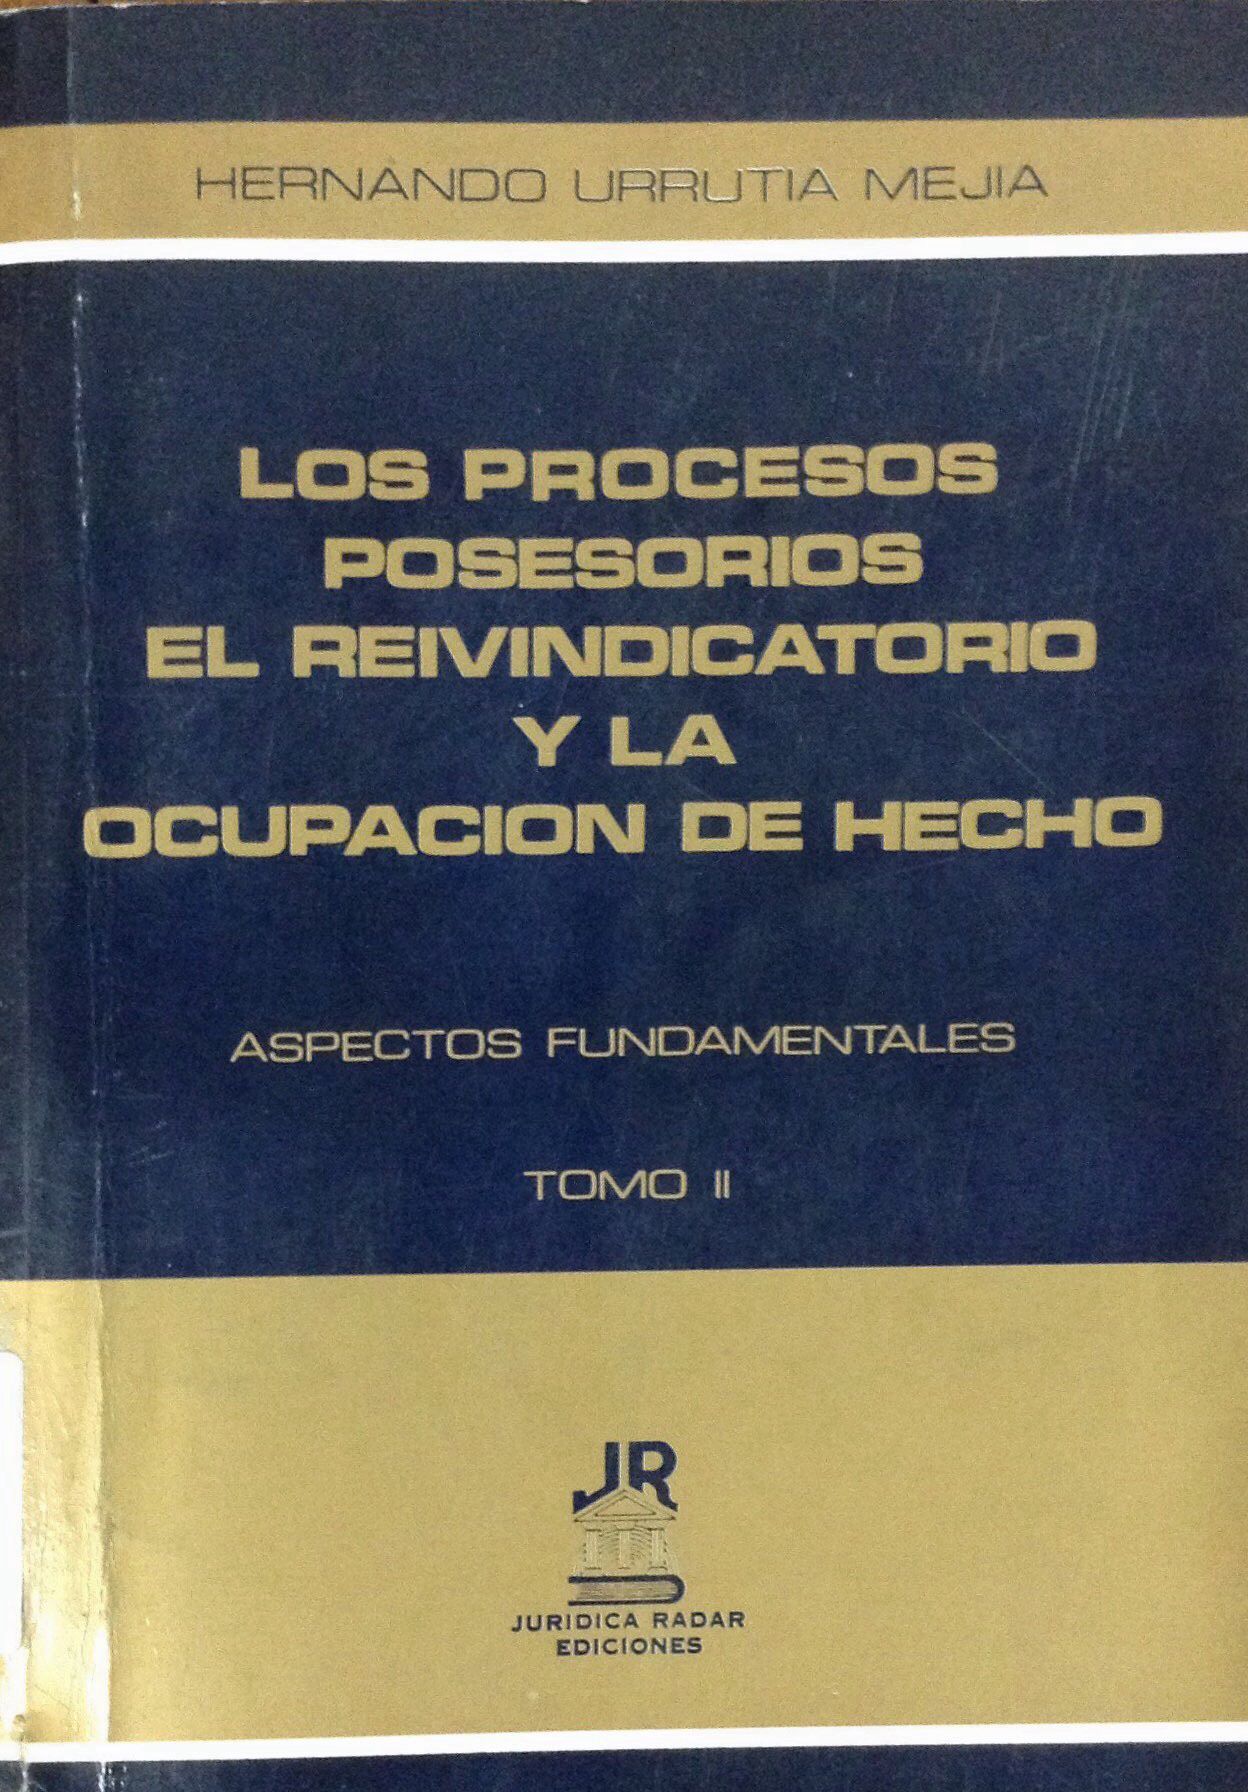 HERNANDO URRUTIA MEJIA
LOS PROCESOS
POSESORIOS
EL REIVINDICATORIO
Y LA
OCUPACION DE HECHO
ASPECTOS FUNDAMENTALES
TOMO II
JR
JURIDICA RADAR
EDICIONES